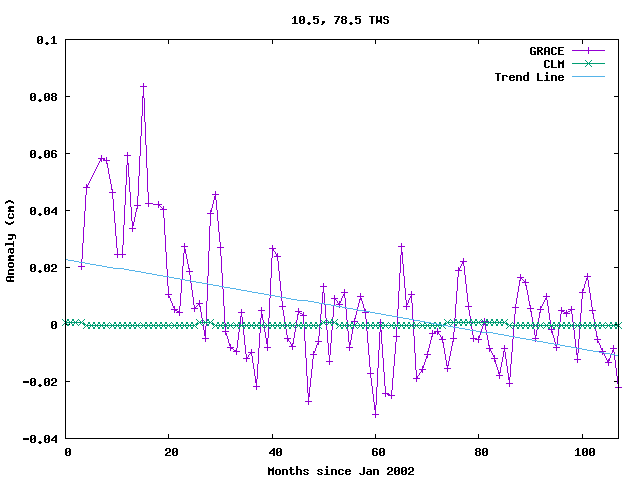 10.5, 78.5 TWS
GRACE
CLM
Trend Line
Anomaly (cm)
0.1
0.08
0.06
0.04
0.02
0
-0.02
-0.04
0 20 40 60 80 100
Months since Jan 2002